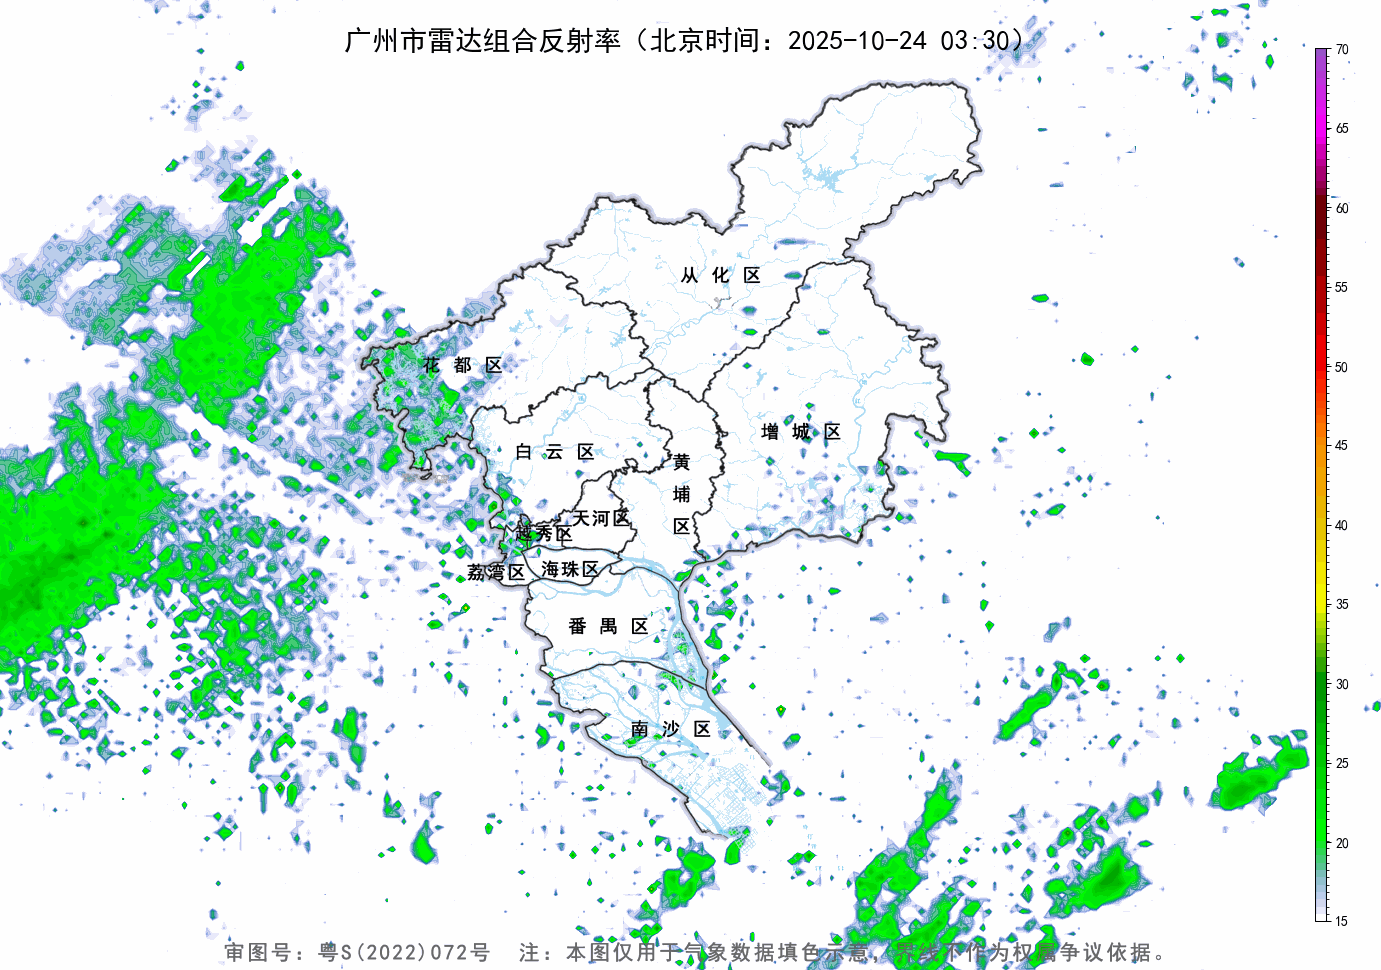 广州市雷达组合反射率（北京时间：2025-10-24 03:30）
70
65
60
55
50
45
40
35
30
25
20
15
从化区
花都区
增城区
白云区
黄埔区
天河区
越秀区
海珠区
荔湾区
番禺区
南沙区
审图号：粤S(2022)072号 注：本图仅用于气象数据填色示意，界线不作为权属争议依据。